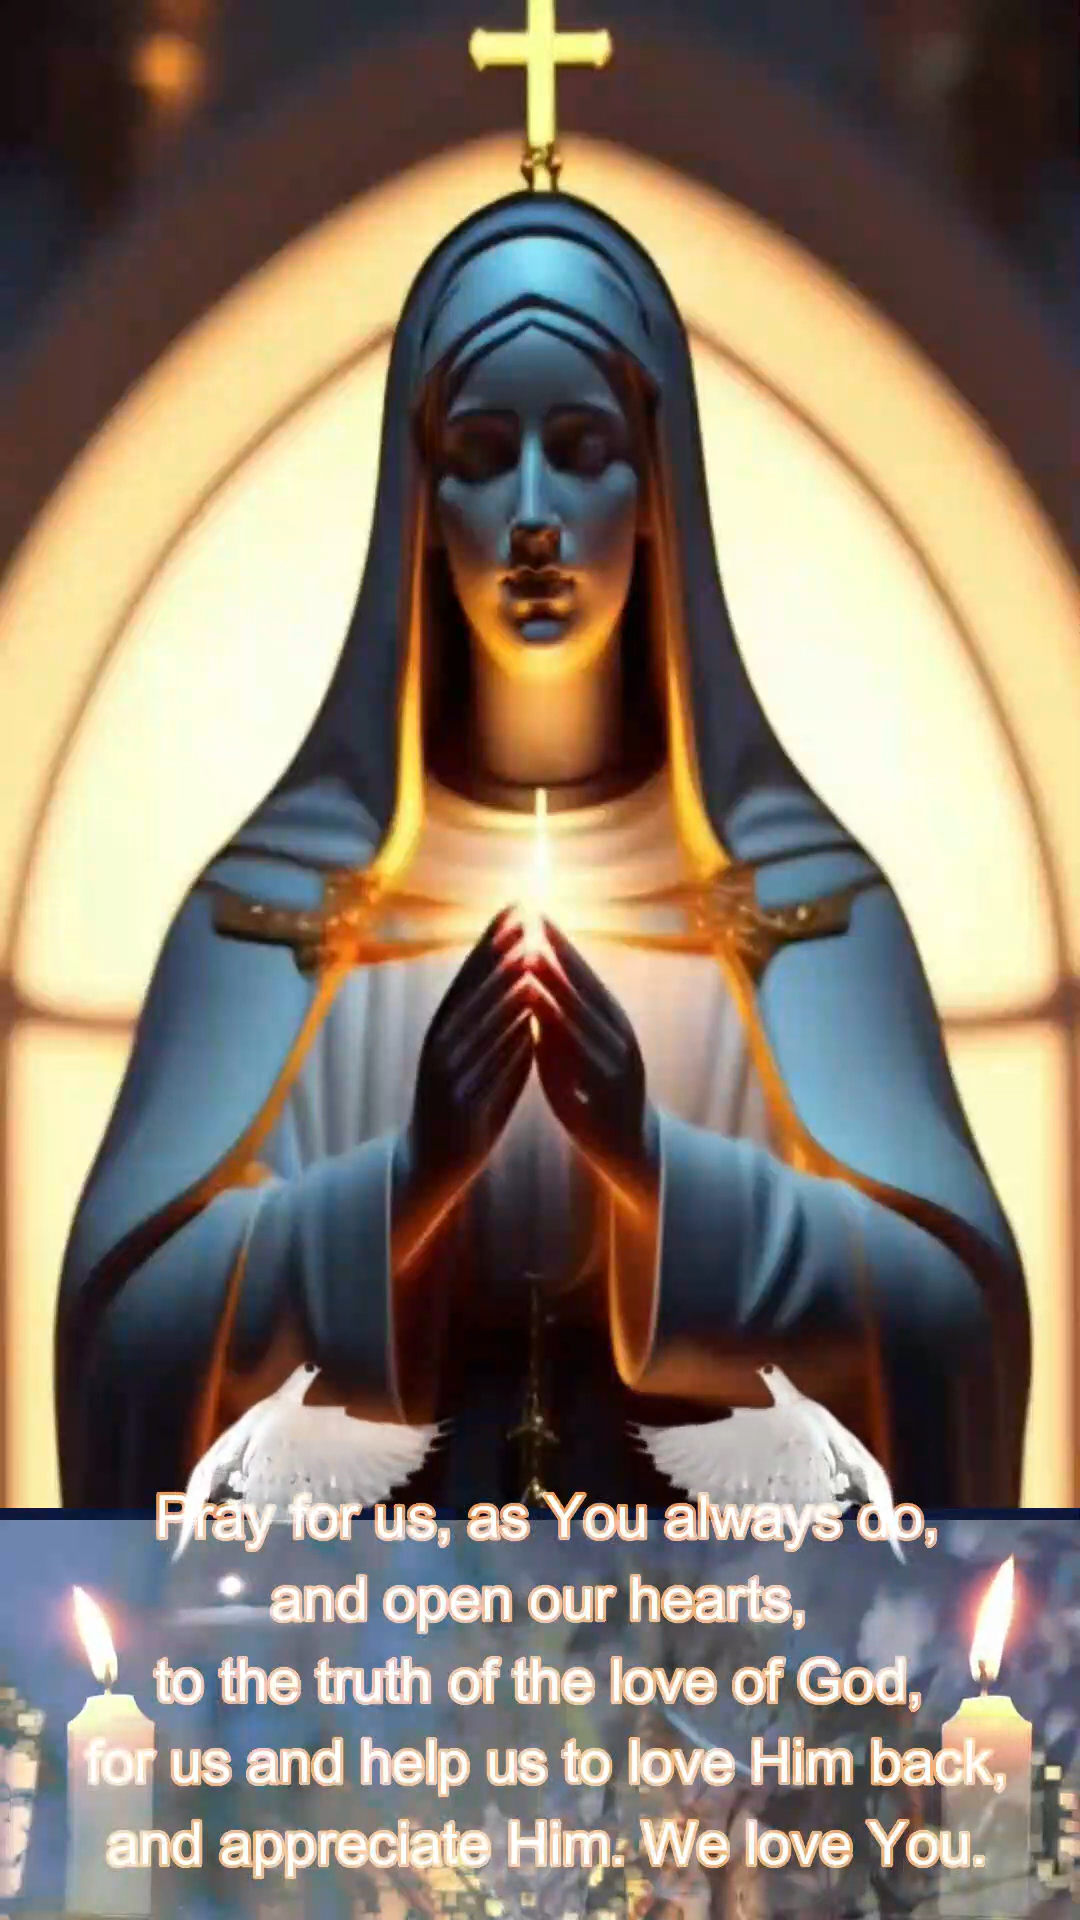 Pray for us, as You always do,
and open our hearts,
to the truth of the love of God,
for us and help us to love Him back,
and appreciate Him. We love You.